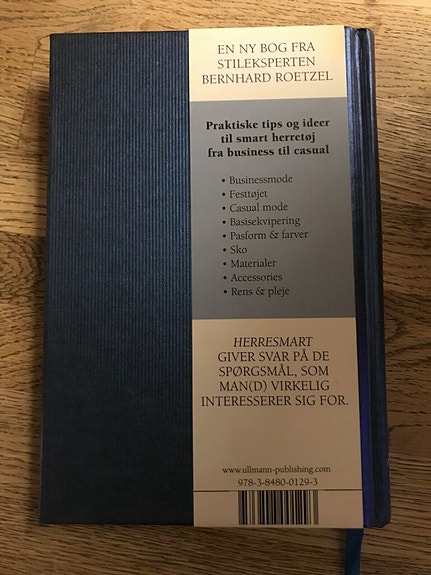 EN NY BOG FRA
STILEKSPERTEN
BERNHARD ROETZEL
Praktiske tips og ideer
til smart herretøj
fra business til casual
• Businessmode
• Festtøjet
• Casual mode
• Basisekvipering
• Pasform & farver
• Sko
• Materialer
• Accessories
• Rens & pleje
HERRESMART
GIVER SVAR PÅ DE
SPØRGSMÅL, SOM
MAN(D) VIRKELIG
INTERESSERER SIG FOR.
www.ullmann-publishing.com
978-3-8480-0129-3